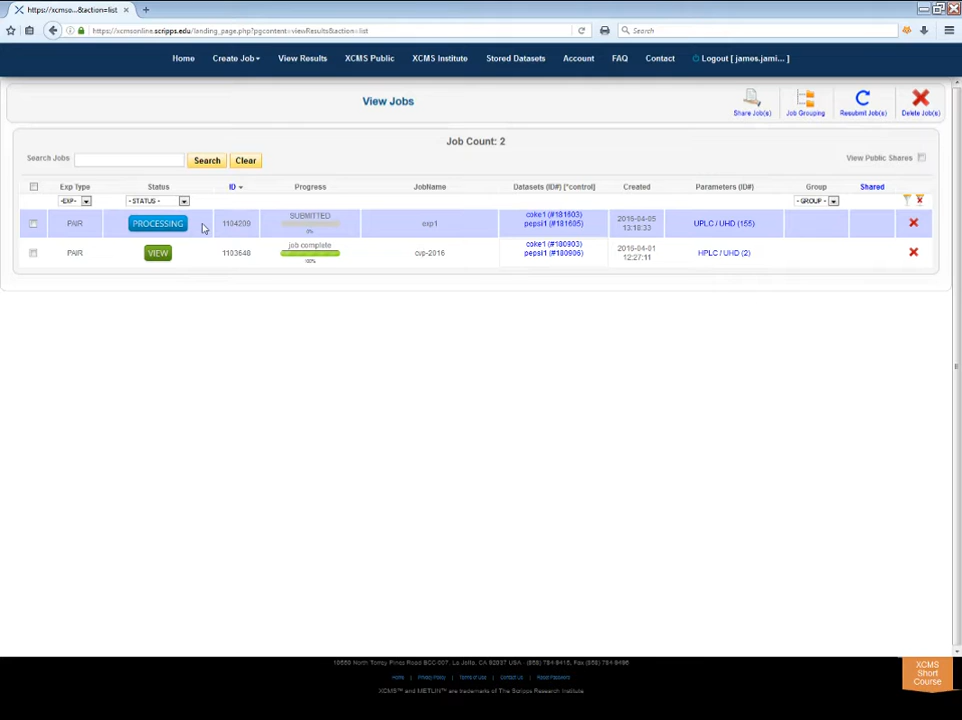 https://xcmso...&action=list
https://xcmsonline.scripps.edu/landing_page.php?pgcontent=viewResults&action=list
Search
Home Create Job View Results XCMS Public XCMS Institute Stored Datasets Account FAQ Contact Logout [ james.jami... ]
View Jobs
Share Job(s) Job Grouping Resubmit Job(s) Delete Job(s)
Job Count: 2
Search Jobs Search Clear View Public Shares
Exp Type Status ID Progress JobName Datasets (ID#) [*control] Created Parameters (ID#) Group Shared
-EXP- - STATUS - - GROUP -
PAIR PROCESSING 1104209 SUBMITTED 0% exp1 coke1 (#181603) pepsi1 (#181605) 2016-04-05 13:18:33 UPLC / UHD (155)
PAIR VIEW 1103648 job complete 100% cvp-2016 coke1 (#180903) pepsi1 (#180906) 2016-04-01 12:27:11 HPLC / UHD (2)
10550 North Torrey Pines Road BCC-007, La Jolla, CA 92037 USA - (858) 784-9415, Fax (858) 784-9496
Home Privacy Policy Terms of Use Contact Us Reset Password
XCMS™ and METLIN™ are trademarks of The Scripps Research Institute
XCMS
Short
Course